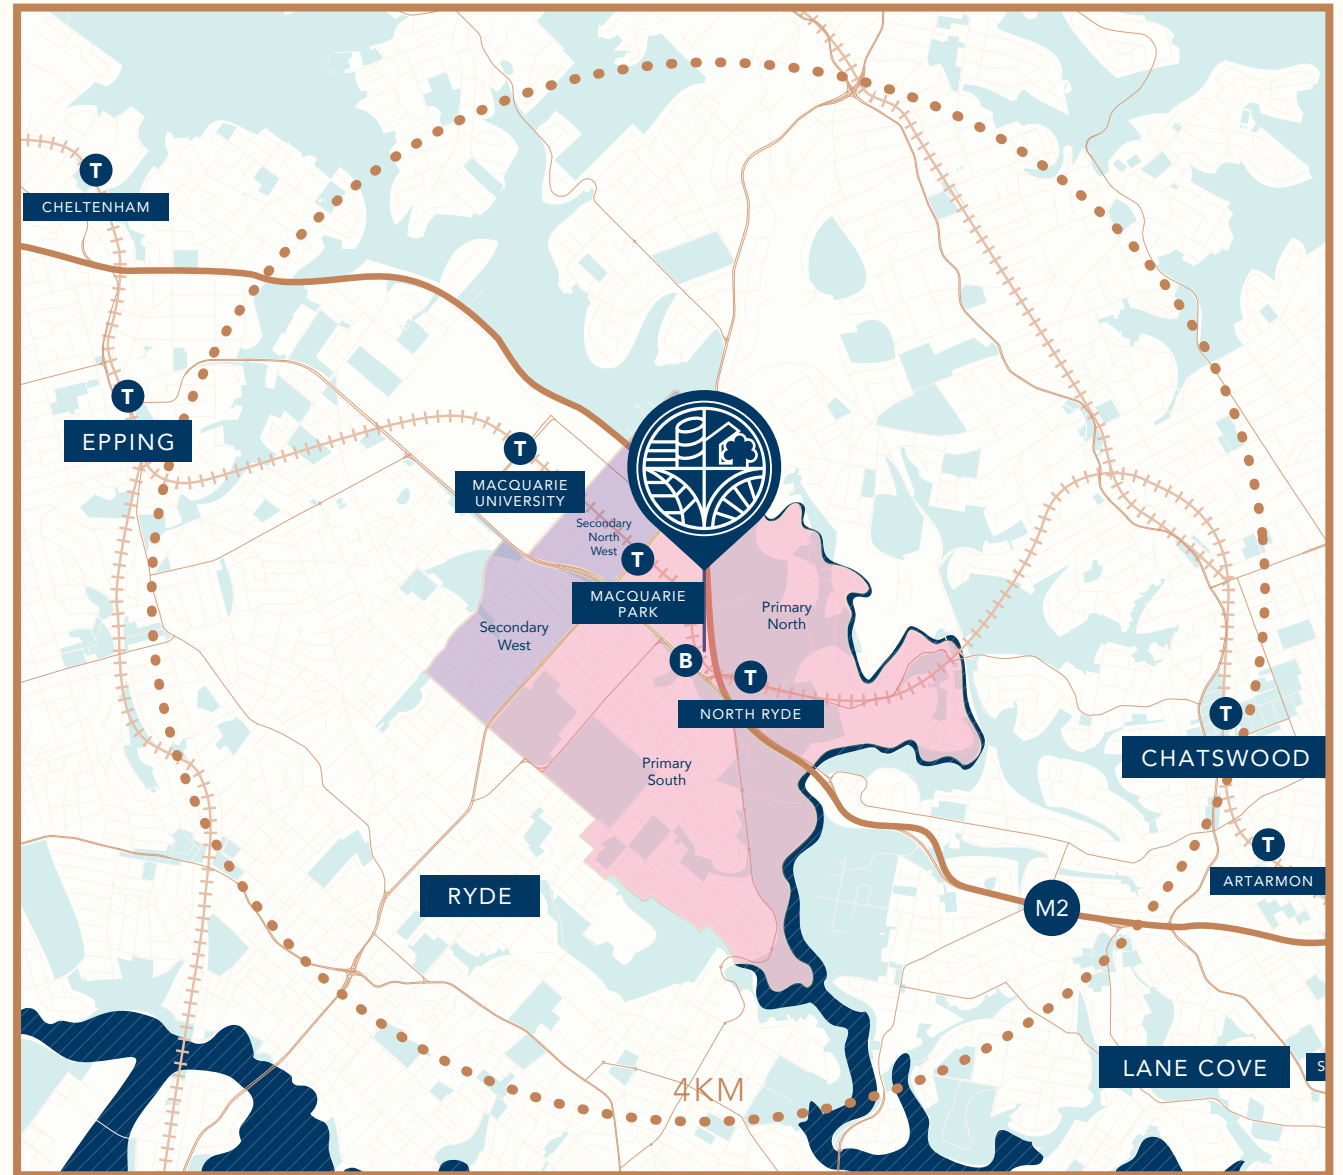 T
CHELTENHAM
T
EPPING
T
MACQUARIE
UNIVERSITY
Secondary
North
West
T
MACQUARIE
PARK
Primary
North
Secondary
West
B
T
NORTH RYDE
T
CHATSWOOD
Primary
South
T
ARTARMON
RYDE
M2
LANE COVE
S
4KM